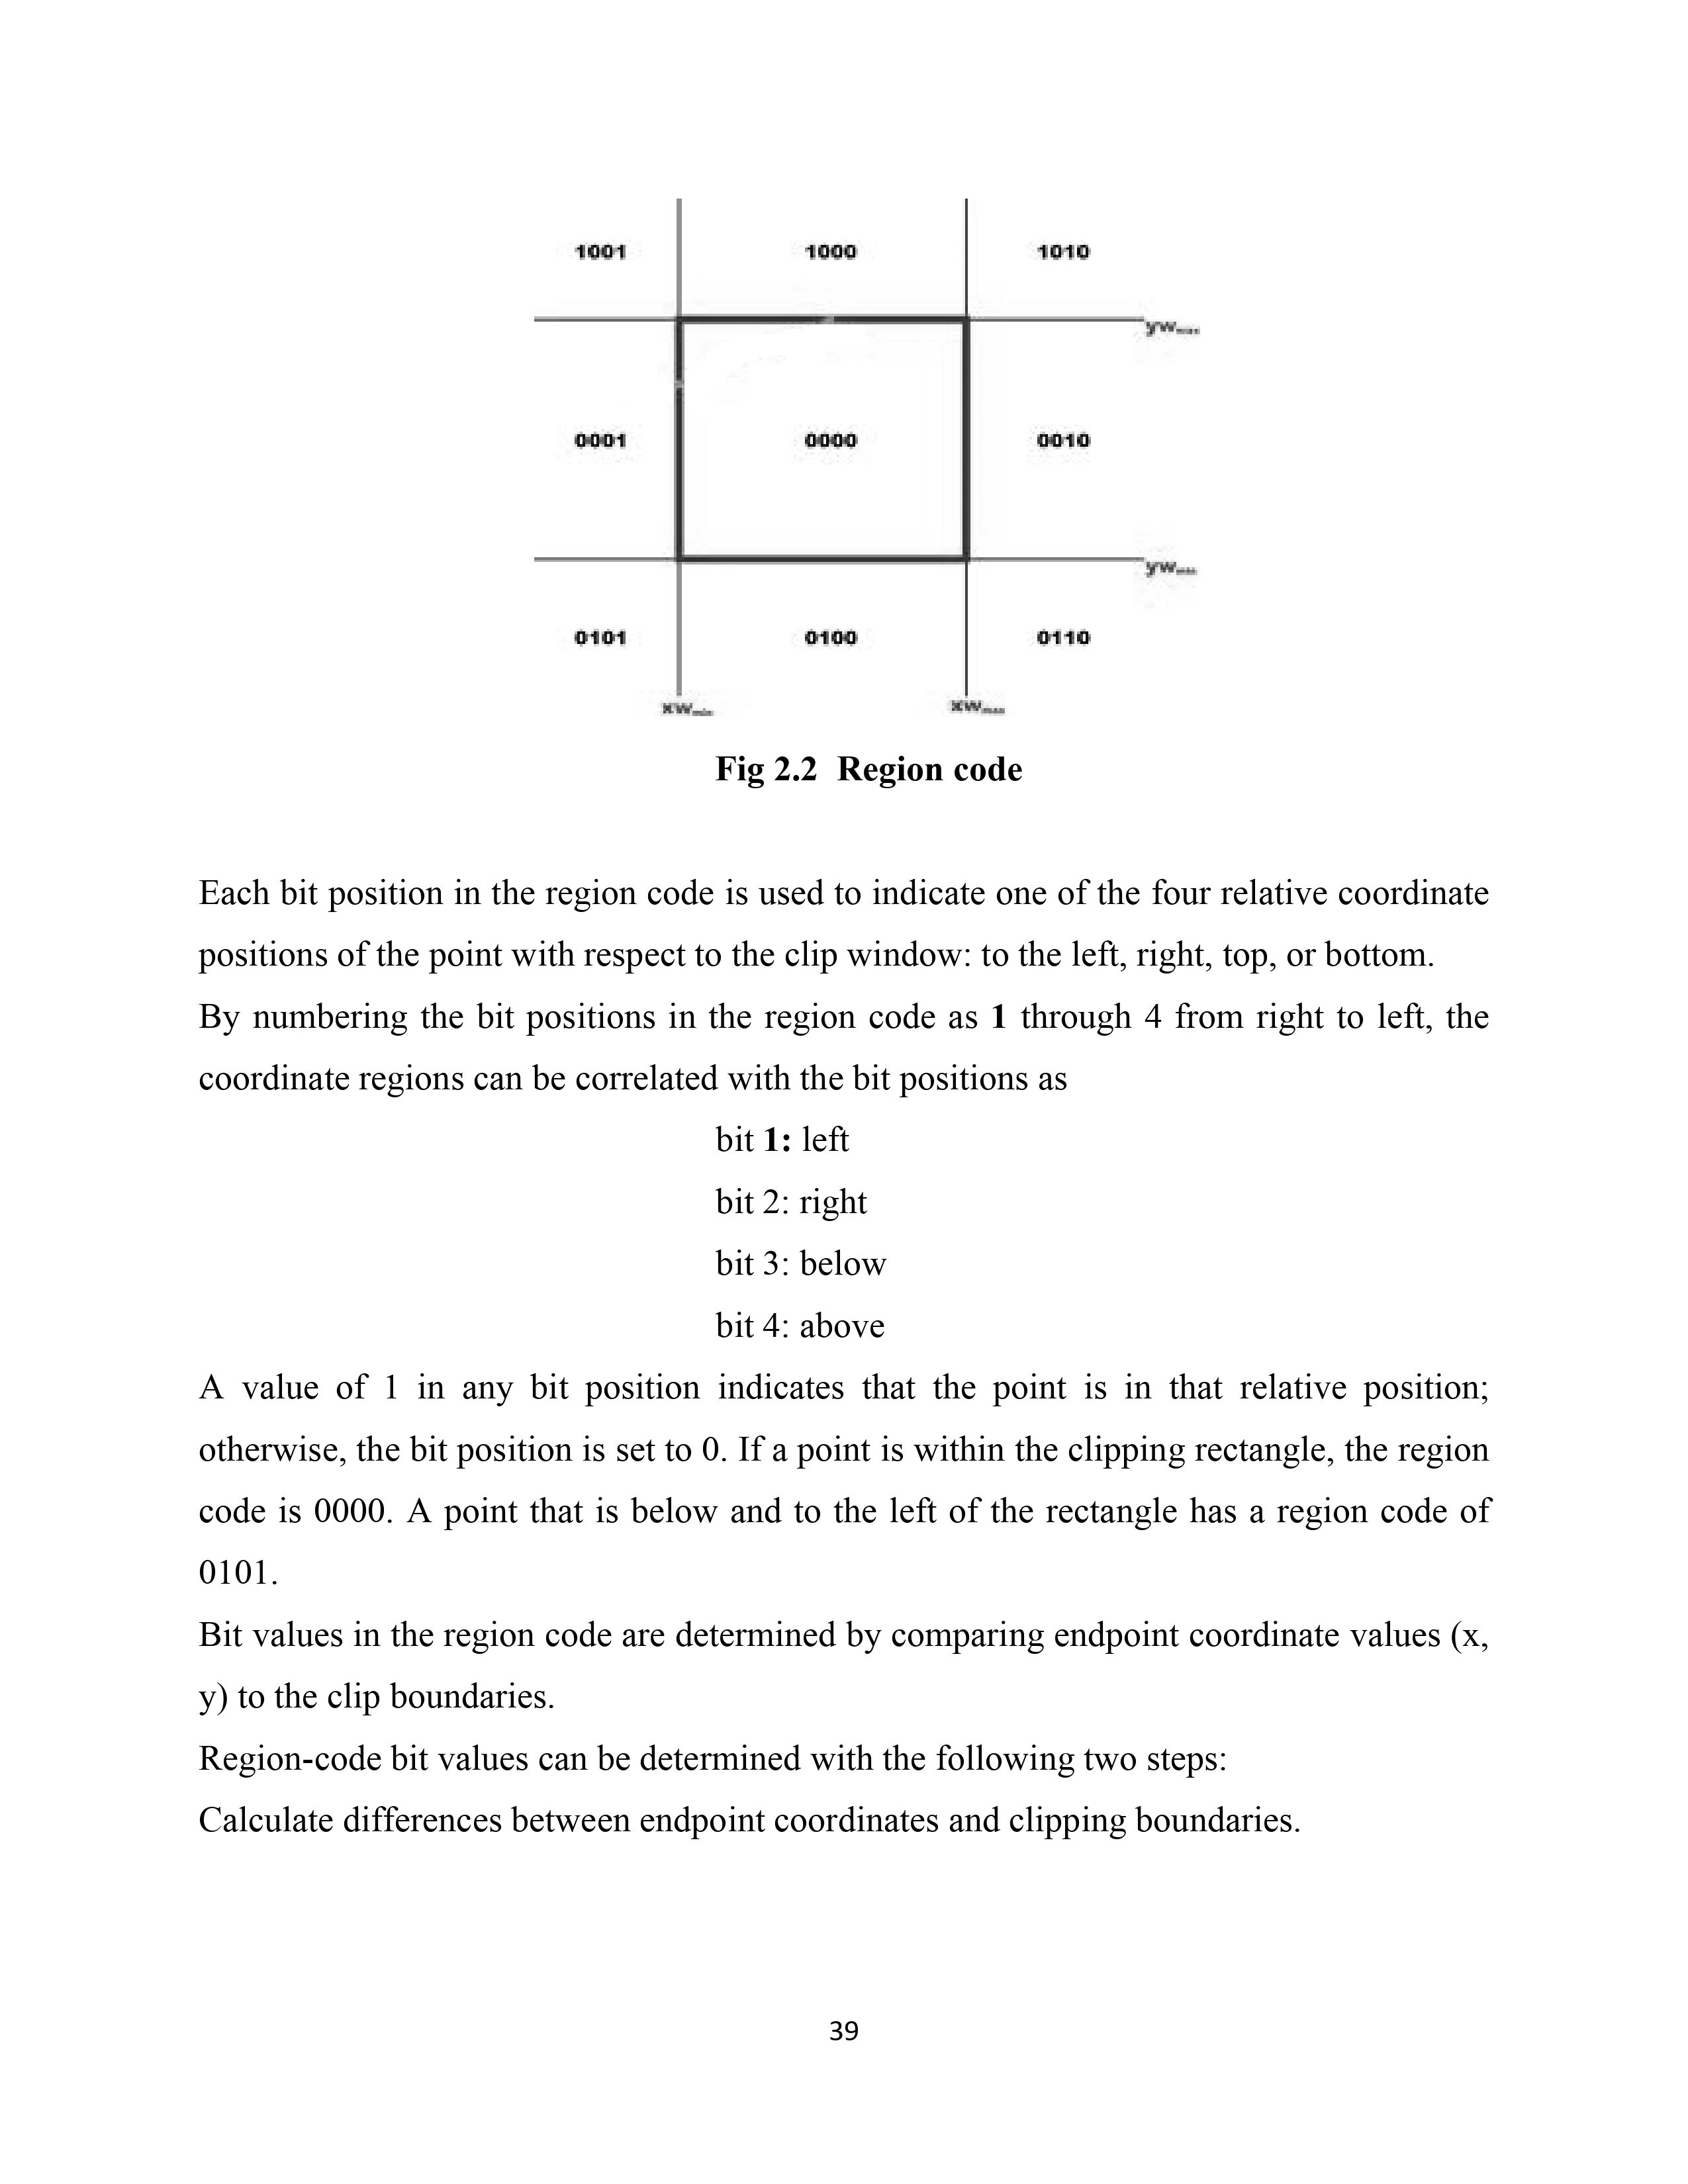 1001 1000 1010
yw
0001 0000 0010
yw
0101 0100 0110
xwmin xwmax
Fig 2.2 Region code
Each bit position in the region code is used to indicate one of the four relative coordinate
positions of the point with respect to the clip window: to the left, right, top, or bottom.
By numbering the bit positions in the region code as 1 through 4 from right to left, the
coordinate regions can be correlated with the bit positions as
bit 1: left
bit 2: right
bit 3: below
bit 4: above
A value of 1 in any bit position indicates that the point is in that relative position;
otherwise, the bit position is set to 0. If a point is within the clipping rectangle, the region
code is 0000. A point that is below and to the left of the rectangle has a region code of
0101.
Bit values in the region code are determined by comparing endpoint coordinate values (x,
y) to the clip boundaries.
Region-code bit values can be determined with the following two steps:
Calculate differences between endpoint coordinates and clipping boundaries.
39